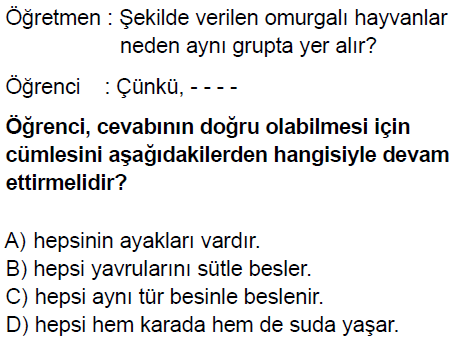 Öğretmen : Şekilde verilen omurgalı hayvanlar
neden aynı grupta yer alır?
Öğrenci : Çünkü, - - - -
Öğrenci, cevabının doğru olabilmesi için
cümlesini aşağıdakilerden hangisiyle devam
ettirmelidir?
A) hepsinin ayakları vardır.
B) hepsi yavrularını sütle besler.
C) hepsi aynı tür besinle beslenir.
D) hepsi hem karada hem de suda yaşar.